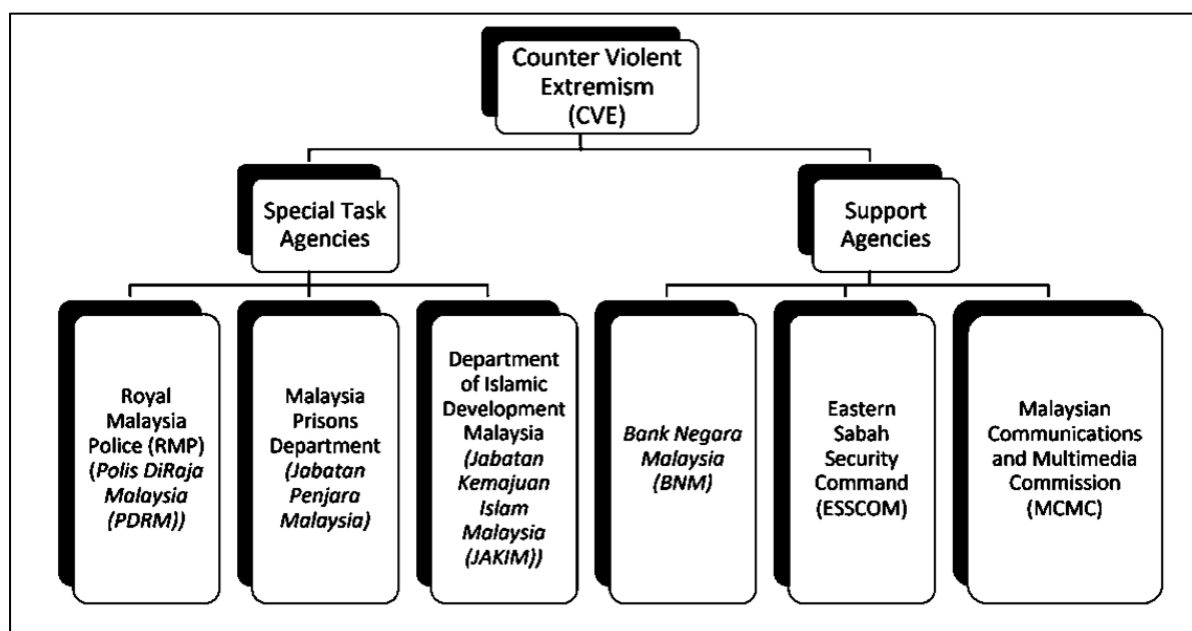 Counter Violent
Extremism
(CVE)
Special Task
Agencies
Support
Agencies
Royal
Malaysia
Police (RMP)
(Polis DiRaja
Malaysia
(PDRM))
Malaysia
Prisons
Department
(Jabatan
Penjara
Malaysia)
Department
of Islamic
Development
Malaysia
(Jabatan
Kemajuan
Islam
Malaysia
(JAKIM))
Bank Negara
Malaysia
(BNM)
Eastern
Sabah
Security
Command
(ESSCOM)
Malaysian
Communications
and Multimedia
Commission
(MCMC)